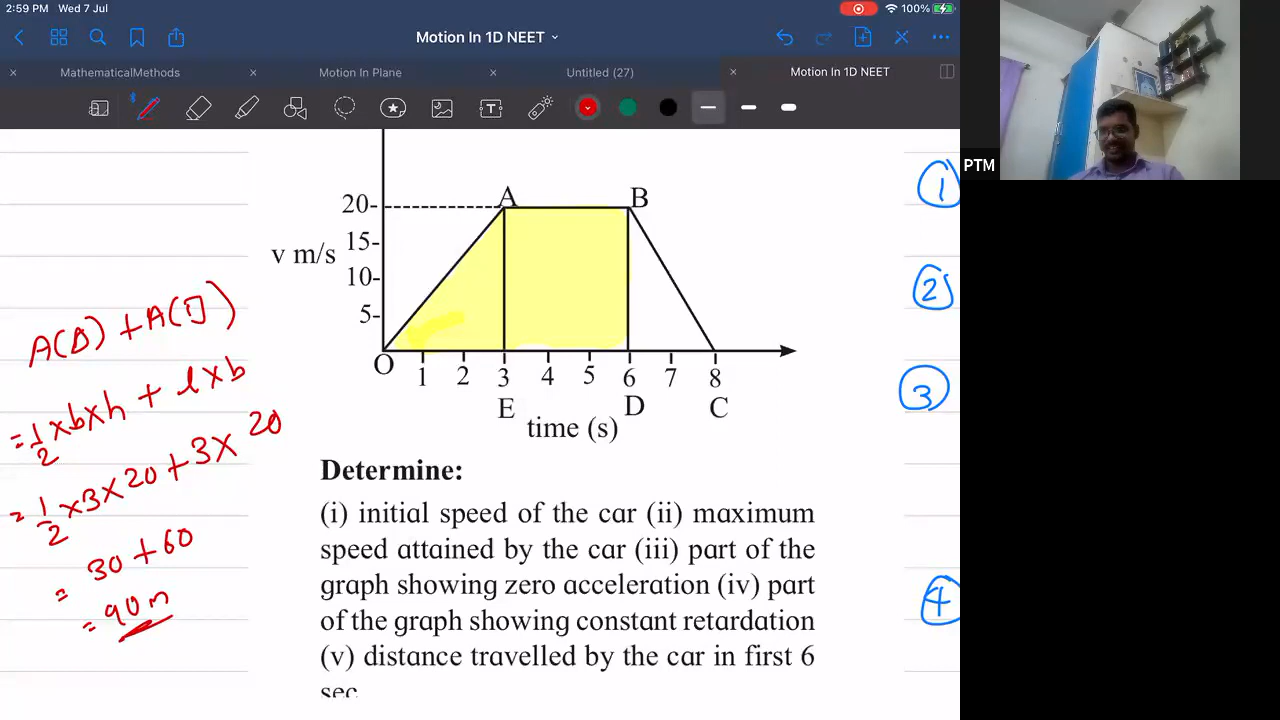 2:59 PM Wed 7 Jul
100%
Motion In 1D NEET
MathematicalMethods
Motion In Plane
Untitled (27)
Motion In 1D NEET
PTM
A B
20-
15-
v m/s
10-
5-
O 1 2 3 4 5 6 7 8
E D C
time (s)
A(Δ) + A(▯)
= 1/2 × b × h + l × b
= 1/2 × 3 × 20 + 3 × 20
= 30 + 60
= 90 m
1
2
3
4
Determine:
(i) initial speed of the car (ii) maximum
speed attained by the car (iii) part of the
graph showing zero acceleration (iv) part
of the graph showing constant retardation
(v) distance travelled by the car in first 6
sec